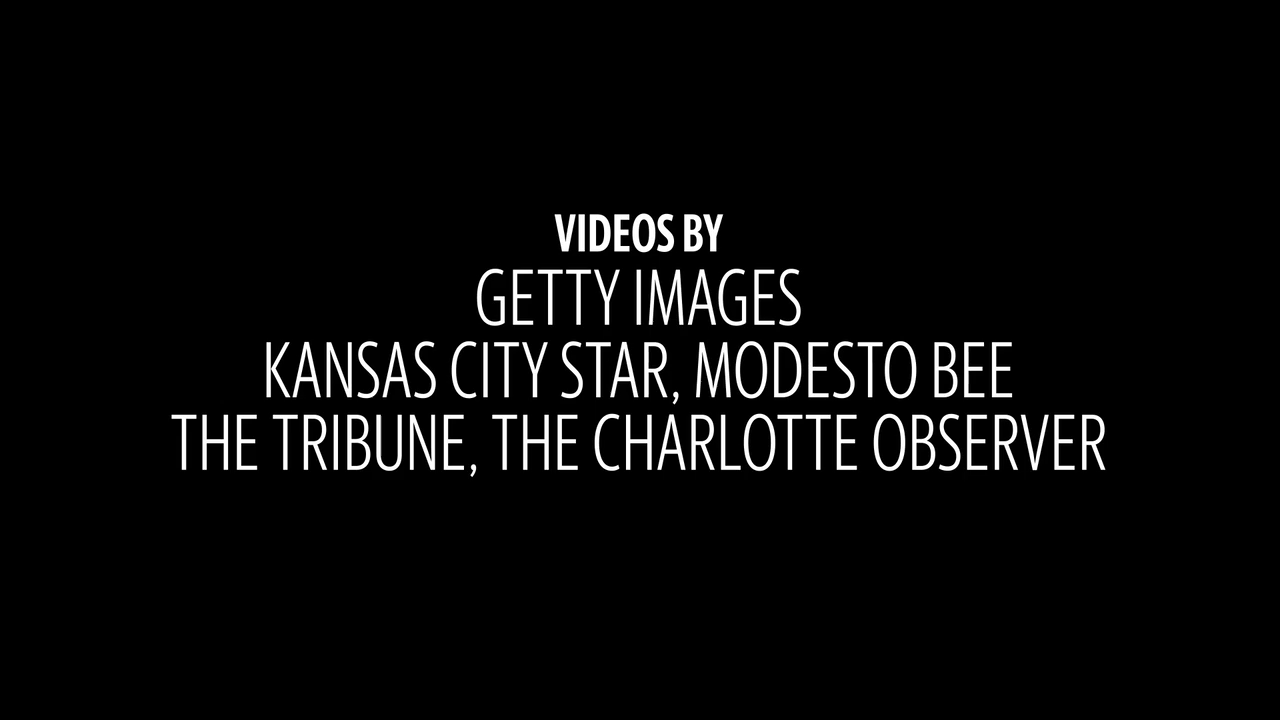 VIDEOS BY
GETTY IMAGES
KANSAS CITY STAR, MODESTO BEE
THE TRIBUNE, THE CHARLOTTE OBSERVER